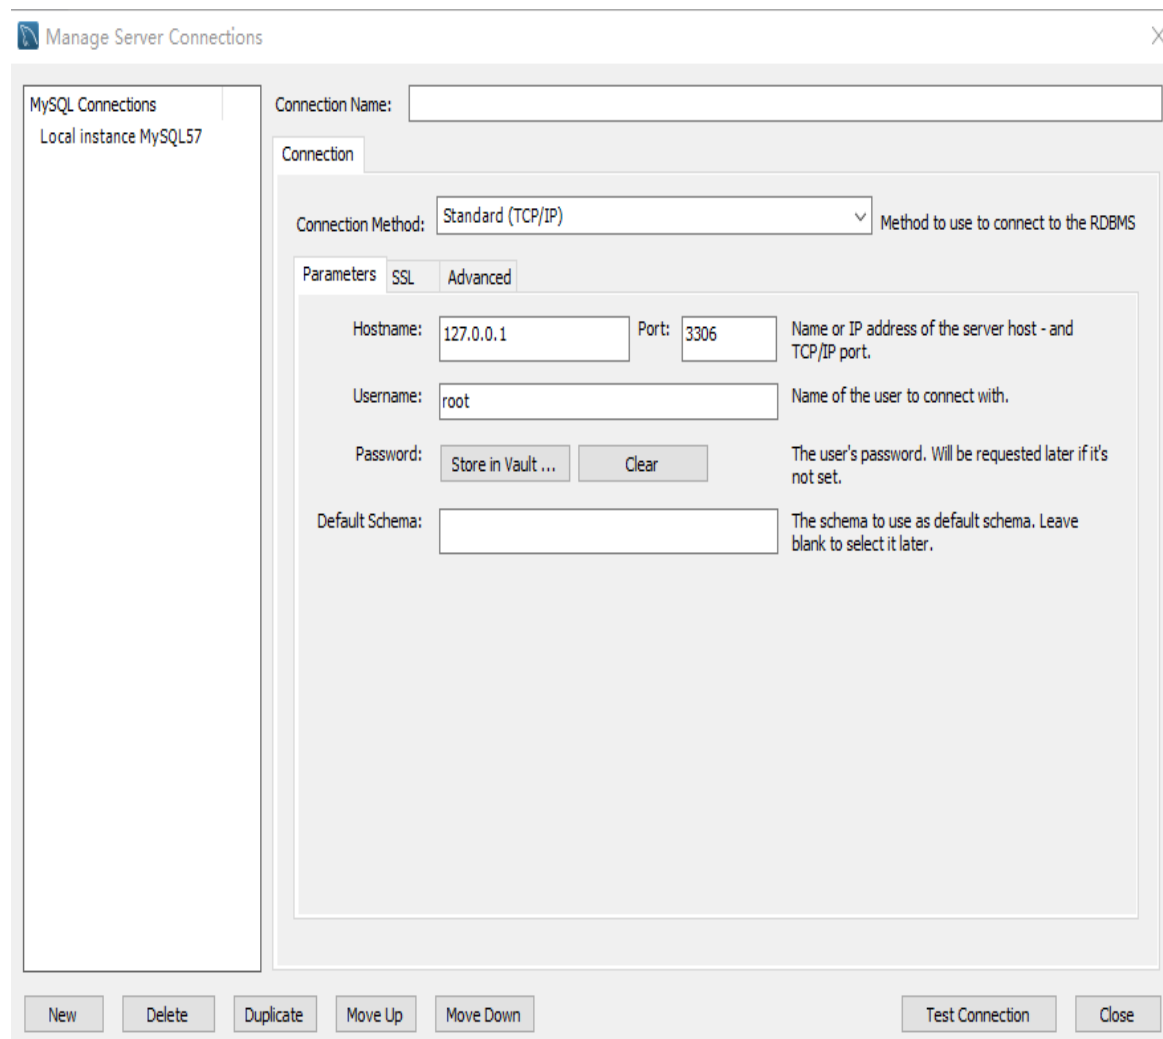 Manage Server Connections
MySQL Connections
Local instance MySQL57
Connection Name:
Connection
Connection Method:
Standard (TCP/IP)
Method to use to connect to the RDBMS
Parameters
SSL
Advanced
Hostname:
127.0.0.1
Port:
3306
Name or IP address of the server host - and
TCP/IP port.
Username:
root
Name of the user to connect with.
Password:
Store in Vault ...
Clear
The user's password. Will be requested later if it's
not set.
Default Schema:
The schema to use as default schema. Leave
blank to select it later.
New
Delete
Duplicate
Move Up
Move Down
Test Connection
Close